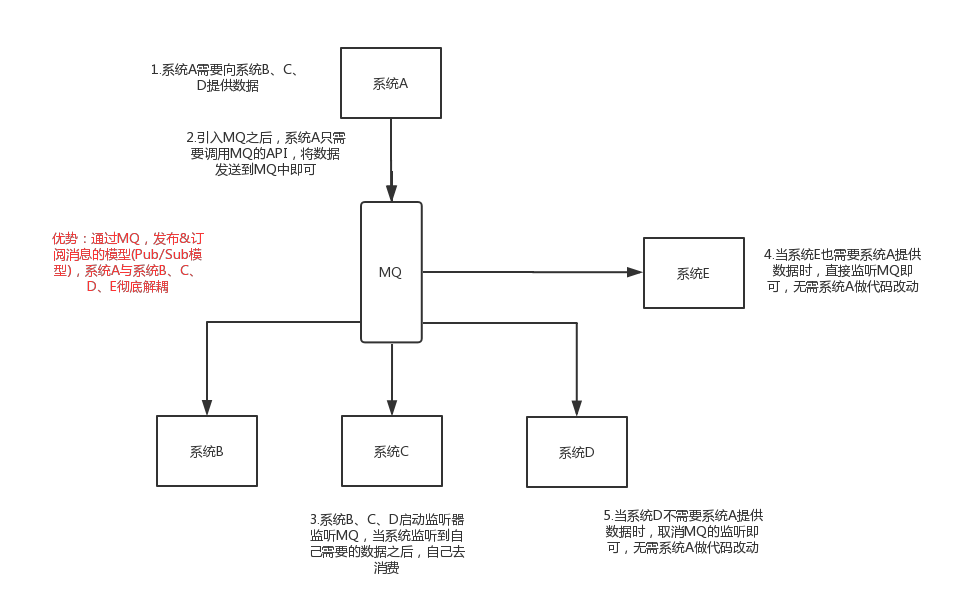 1.系统A需要向系统B、C、
D提供数据
系统A
2.引入MQ之后，系统A只需
要调用MQ的API，将数据
发送到MQ中即可
优势：通过MQ，发布&订
阅消息的模型(Pub/Sub模
型)，系统A与系统B、C、
D、E彻底解耦
MQ
系统E
4.当系统E也需要系统A提供
数据时，直接监听MQ即
可，无需系统A做代码改动
系统B
系统C
系统D
3.系统B、C、D启动监听器
监听MQ，当系统监听到自
己需要的数据之后，自己去
消费
5.当系统D不需要系统A提供
数据时，取消MQ的监听即
可，无需系统A做代码改动